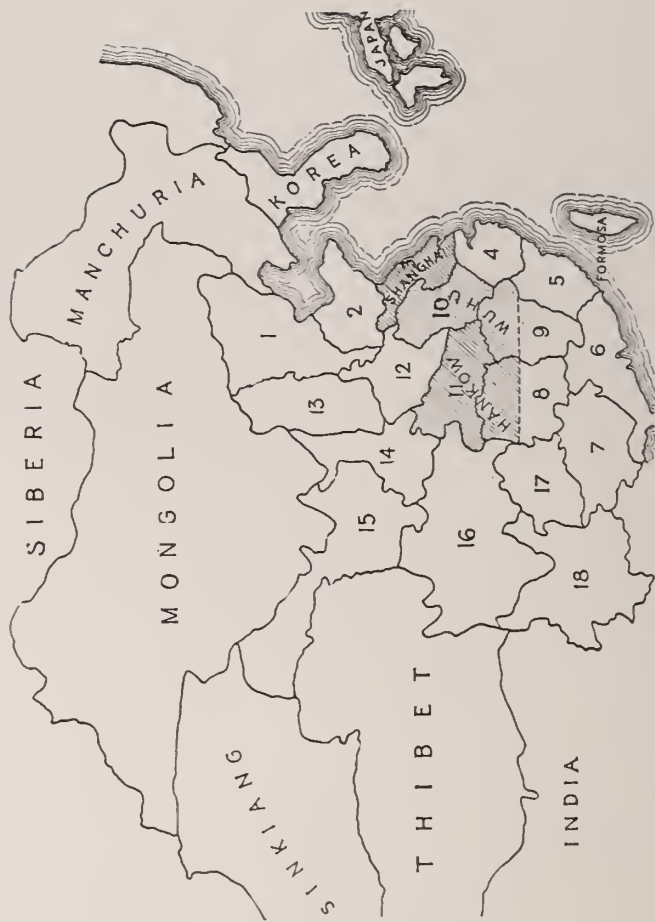 SIBERIA
MANCHURIA
MONGOLIA
KOREA
JAPAN
SINKIANG
1
2
13
14
15
12
SHANGHAI
3
10
11
HANKOW
WUHU
4
THIBET
16
17
8
9
5
FORMOSA
6
7
18
INDIA